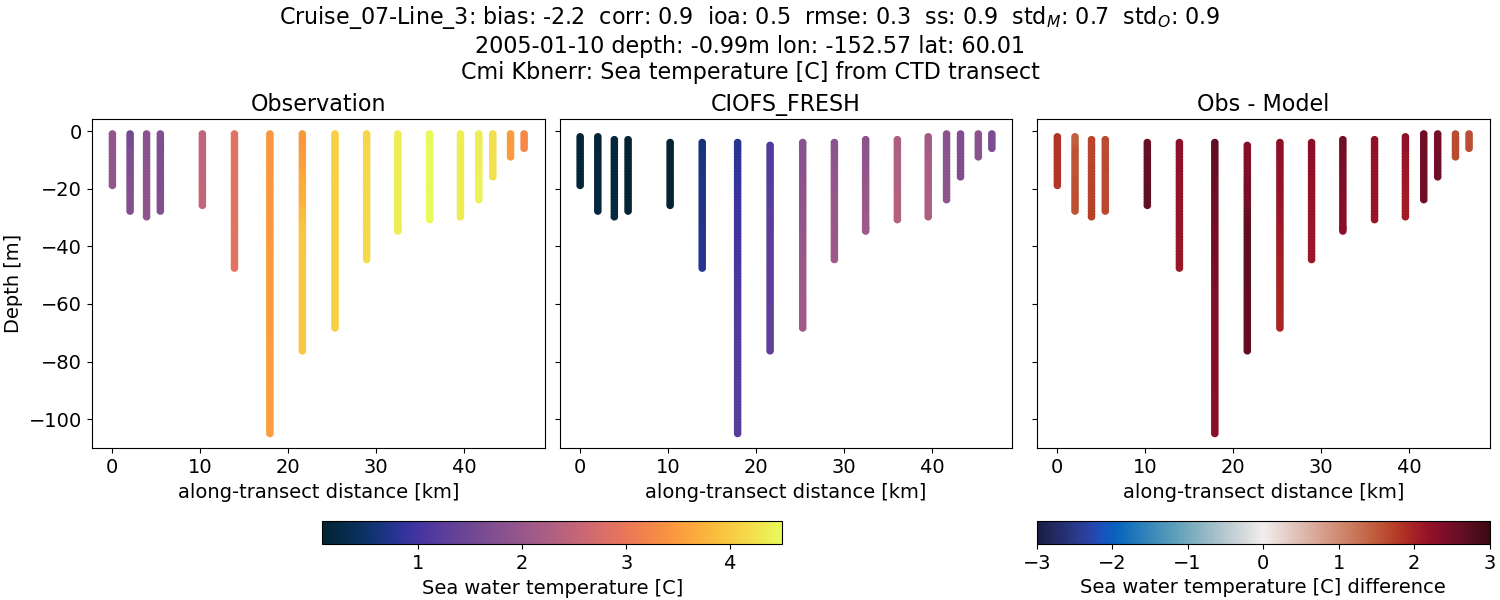 Cruise_07-Line_3: bias: -2.2 corr: 0.9 ioa: 0.5 rmse: 0.3 ss: 0.9 std_M: 0.7 std_O: 0.9
2005-01-10 depth: -0.99m lon: -152.57 lat: 60.01
Cmi Kbnerr: Sea temperature [C] from CTD transect
Observation
CIOFS_FRESH
Obs - Model
Depth [m]
0
−20
−40
−60
−80
−100
0 10 20 30 40
0 10 20 30 40
0 10 20 30 40
along-transect distance [km]
along-transect distance [km]
along-transect distance [km]
1 2 3 4
Sea water temperature [C]
−3 −2 −1 0 1 2 3
Sea water temperature [C] difference